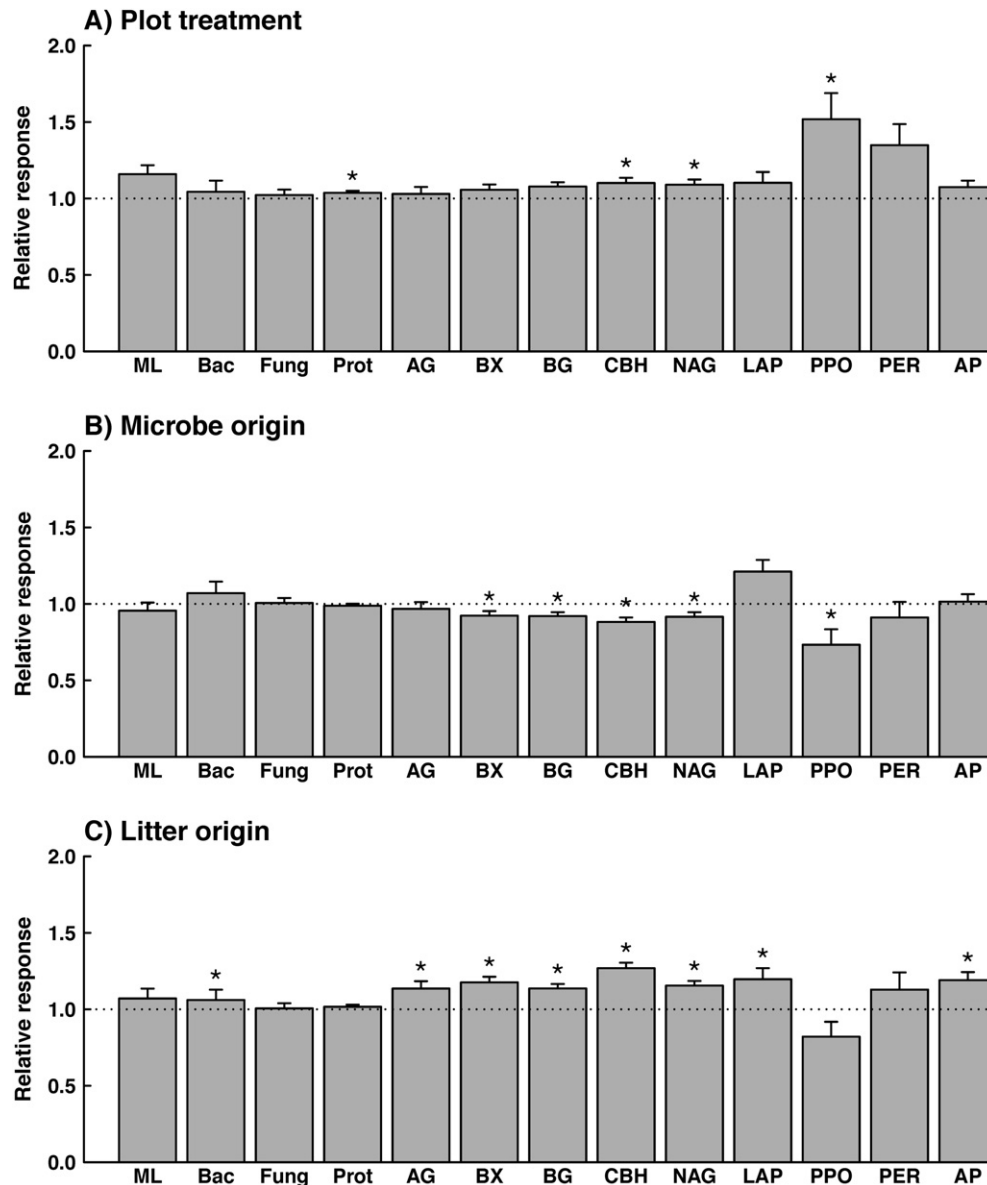 A) Plot treatment
2.0
1.5
1.0
0.5
0.0
Relative response
* * * *
ML Bac Fung Prot AG BX BG CBH NAG LAP PPO PER AP
B) Microbe origin
2.0
1.5
1.0
0.5
0.0
Relative response
* * * * *
ML Bac Fung Prot AG BX BG CBH NAG LAP PPO PER AP
C) Litter origin
2.0
1.5
1.0
0.5
0.0
Relative response
* * * * * * * *
ML Bac Fung Prot AG BX BG CBH NAG LAP PPO PER AP